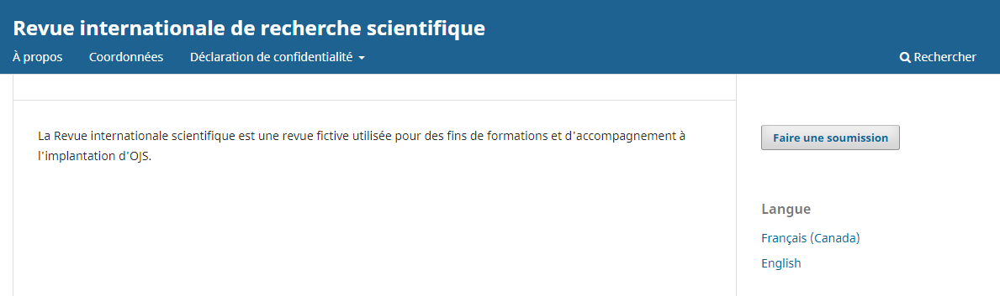 Revue internationale de recherche scientifique
À propos
Coordonnées
Déclaration de confidentialité
Rechercher
La Revue internationale scientifique est une revue fictive utilisée pour des fins de formations et d'accompagnement à
l'implantation d'OJS.
Faire une soumission
Langue
Français (Canada)
English